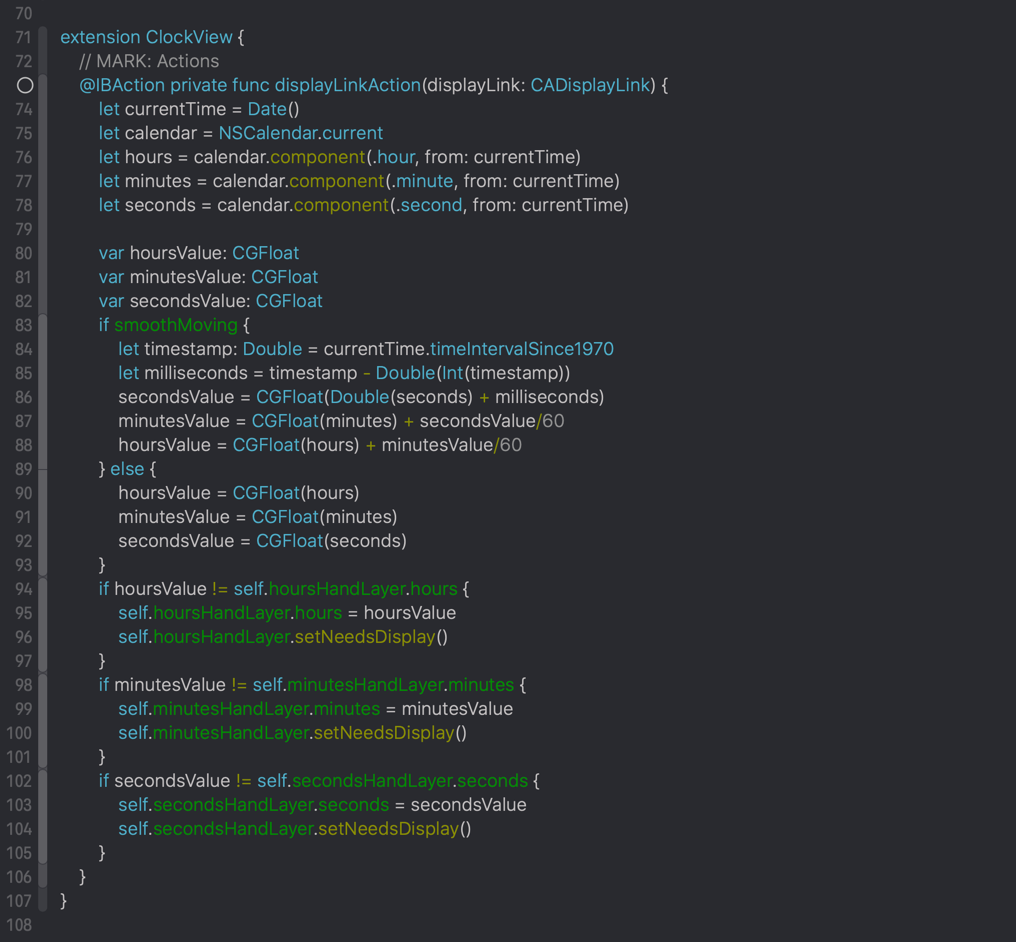 70
71 extension ClockView {
72 // MARK: Actions
@IBAction private func displayLinkAction(displayLink: CADisplayLink) {
74 let currentTime = Date()
75 let calendar = NSCalendar.current
76 let hours = calendar.component(.hour, from: currentTime)
77 let minutes = calendar.component(.minute, from: currentTime)
78 let seconds = calendar.component(.second, from: currentTime)
79
80 var hoursValue: CGFloat
81 var minutesValue: CGFloat
82 var secondsValue: CGFloat
83 if smoothMoving {
84 let timestamp: Double = currentTime.timeIntervalSince1970
85 let milliseconds = timestamp - Double(Int(timestamp))
86 secondsValue = CGFloat(Double(seconds) + milliseconds)
87 minutesValue = CGFloat(minutes) + secondsValue/60
88 hoursValue = CGFloat(hours) + minutesValue/60
89 } else {
90 hoursValue = CGFloat(hours)
91 minutesValue = CGFloat(minutes)
92 secondsValue = CGFloat(seconds)
93 }
94 if hoursValue != self.hoursHandLayer.hours {
95 self.hoursHandLayer.hours = hoursValue
96 self.hoursHandLayer.setNeedsDisplay()
97 }
98 if minutesValue != self.minutesHandLayer.minutes {
99 self.minutesHandLayer.minutes = minutesValue
100 self.minutesHandLayer.setNeedsDisplay()
101 }
102 if secondsValue != self.secondsHandLayer.seconds {
103 self.secondsHandLayer.seconds = secondsValue
104 self.secondsHandLayer.setNeedsDisplay()
105 }
106 }
107 }
108